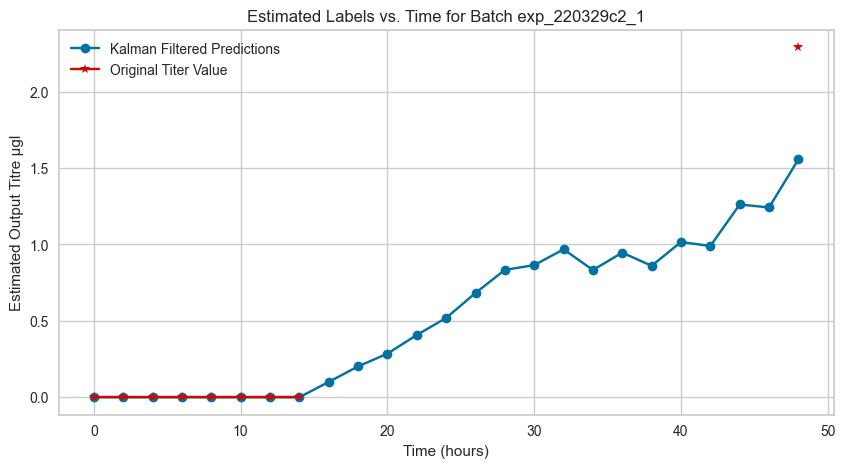 Estimated Labels vs. Time for Batch exp_220329c2_1
Kalman Filtered Predictions
Original Titer Value
Estimated Output Titre µgl
2.0
1.5
1.0
0.5
0.0
0 10 20 30 40 50
Time (hours)